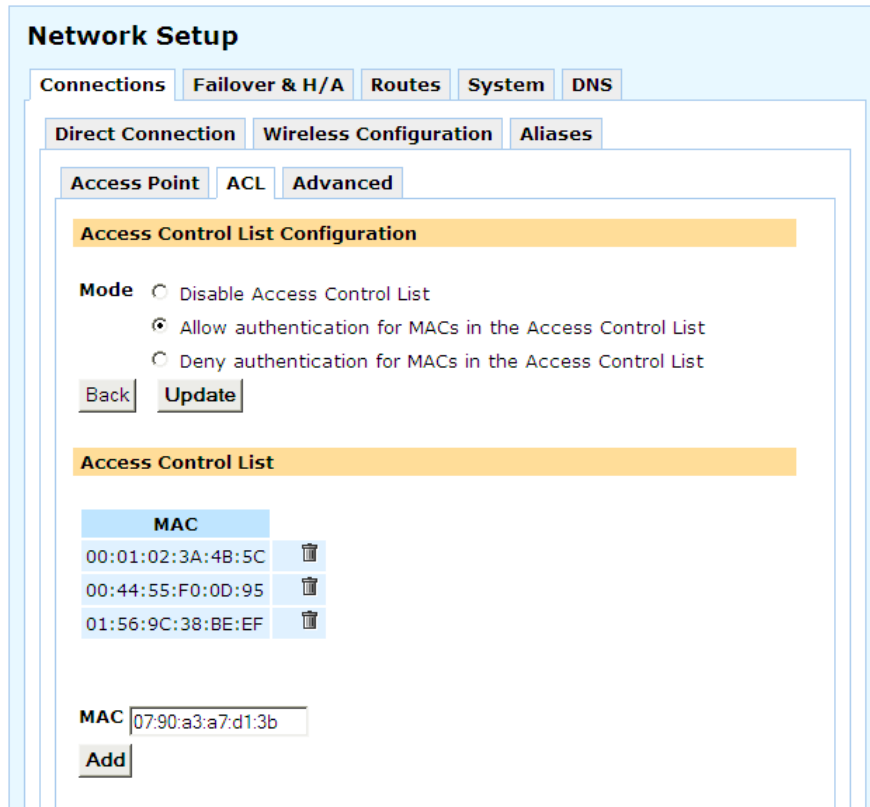 Network Setup
Connections Failover & H/A Routes System DNS
Direct Connection Wireless Configuration Aliases
Access Point ACL Advanced
Access Control List Configuration
Mode Disable Access Control List
Allow authentication for MACs in the Access Control List
Deny authentication for MACs in the Access Control List
Back Update
Access Control List
MAC
00:01:02:3A:4B:5C
00:44:55:F0:0D:95
01:56:9C:38:BE:EF
MAC 07:90:a3:a7:d1:3b
Add